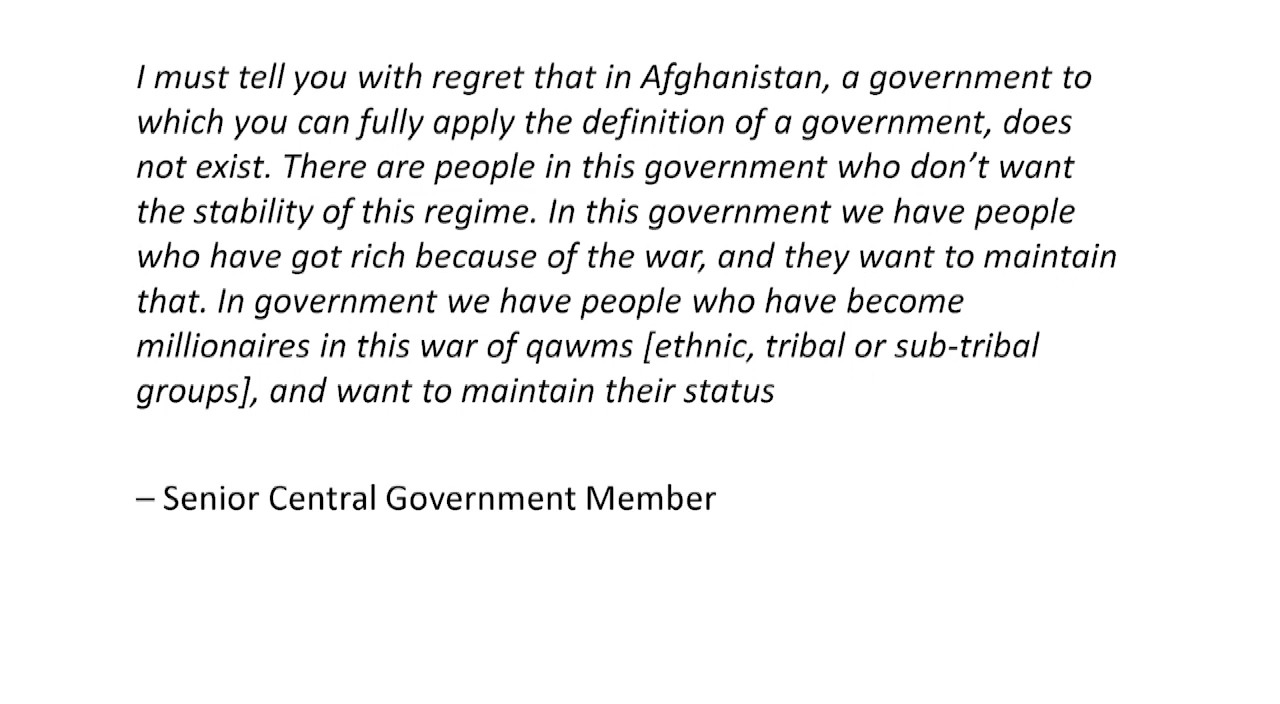 I must tell you with regret that in Afghanistan, a government to
which you can fully apply the definition of a government, does
not exist. There are people in this government who don’t want
the stability of this regime. In this government we have people
who have got rich because of the war, and they want to maintain
that. In government we have people who have become
millionaires in this war of qawms [ethnic, tribal or sub-tribal
groups], and want to maintain their status
– Senior Central Government Member